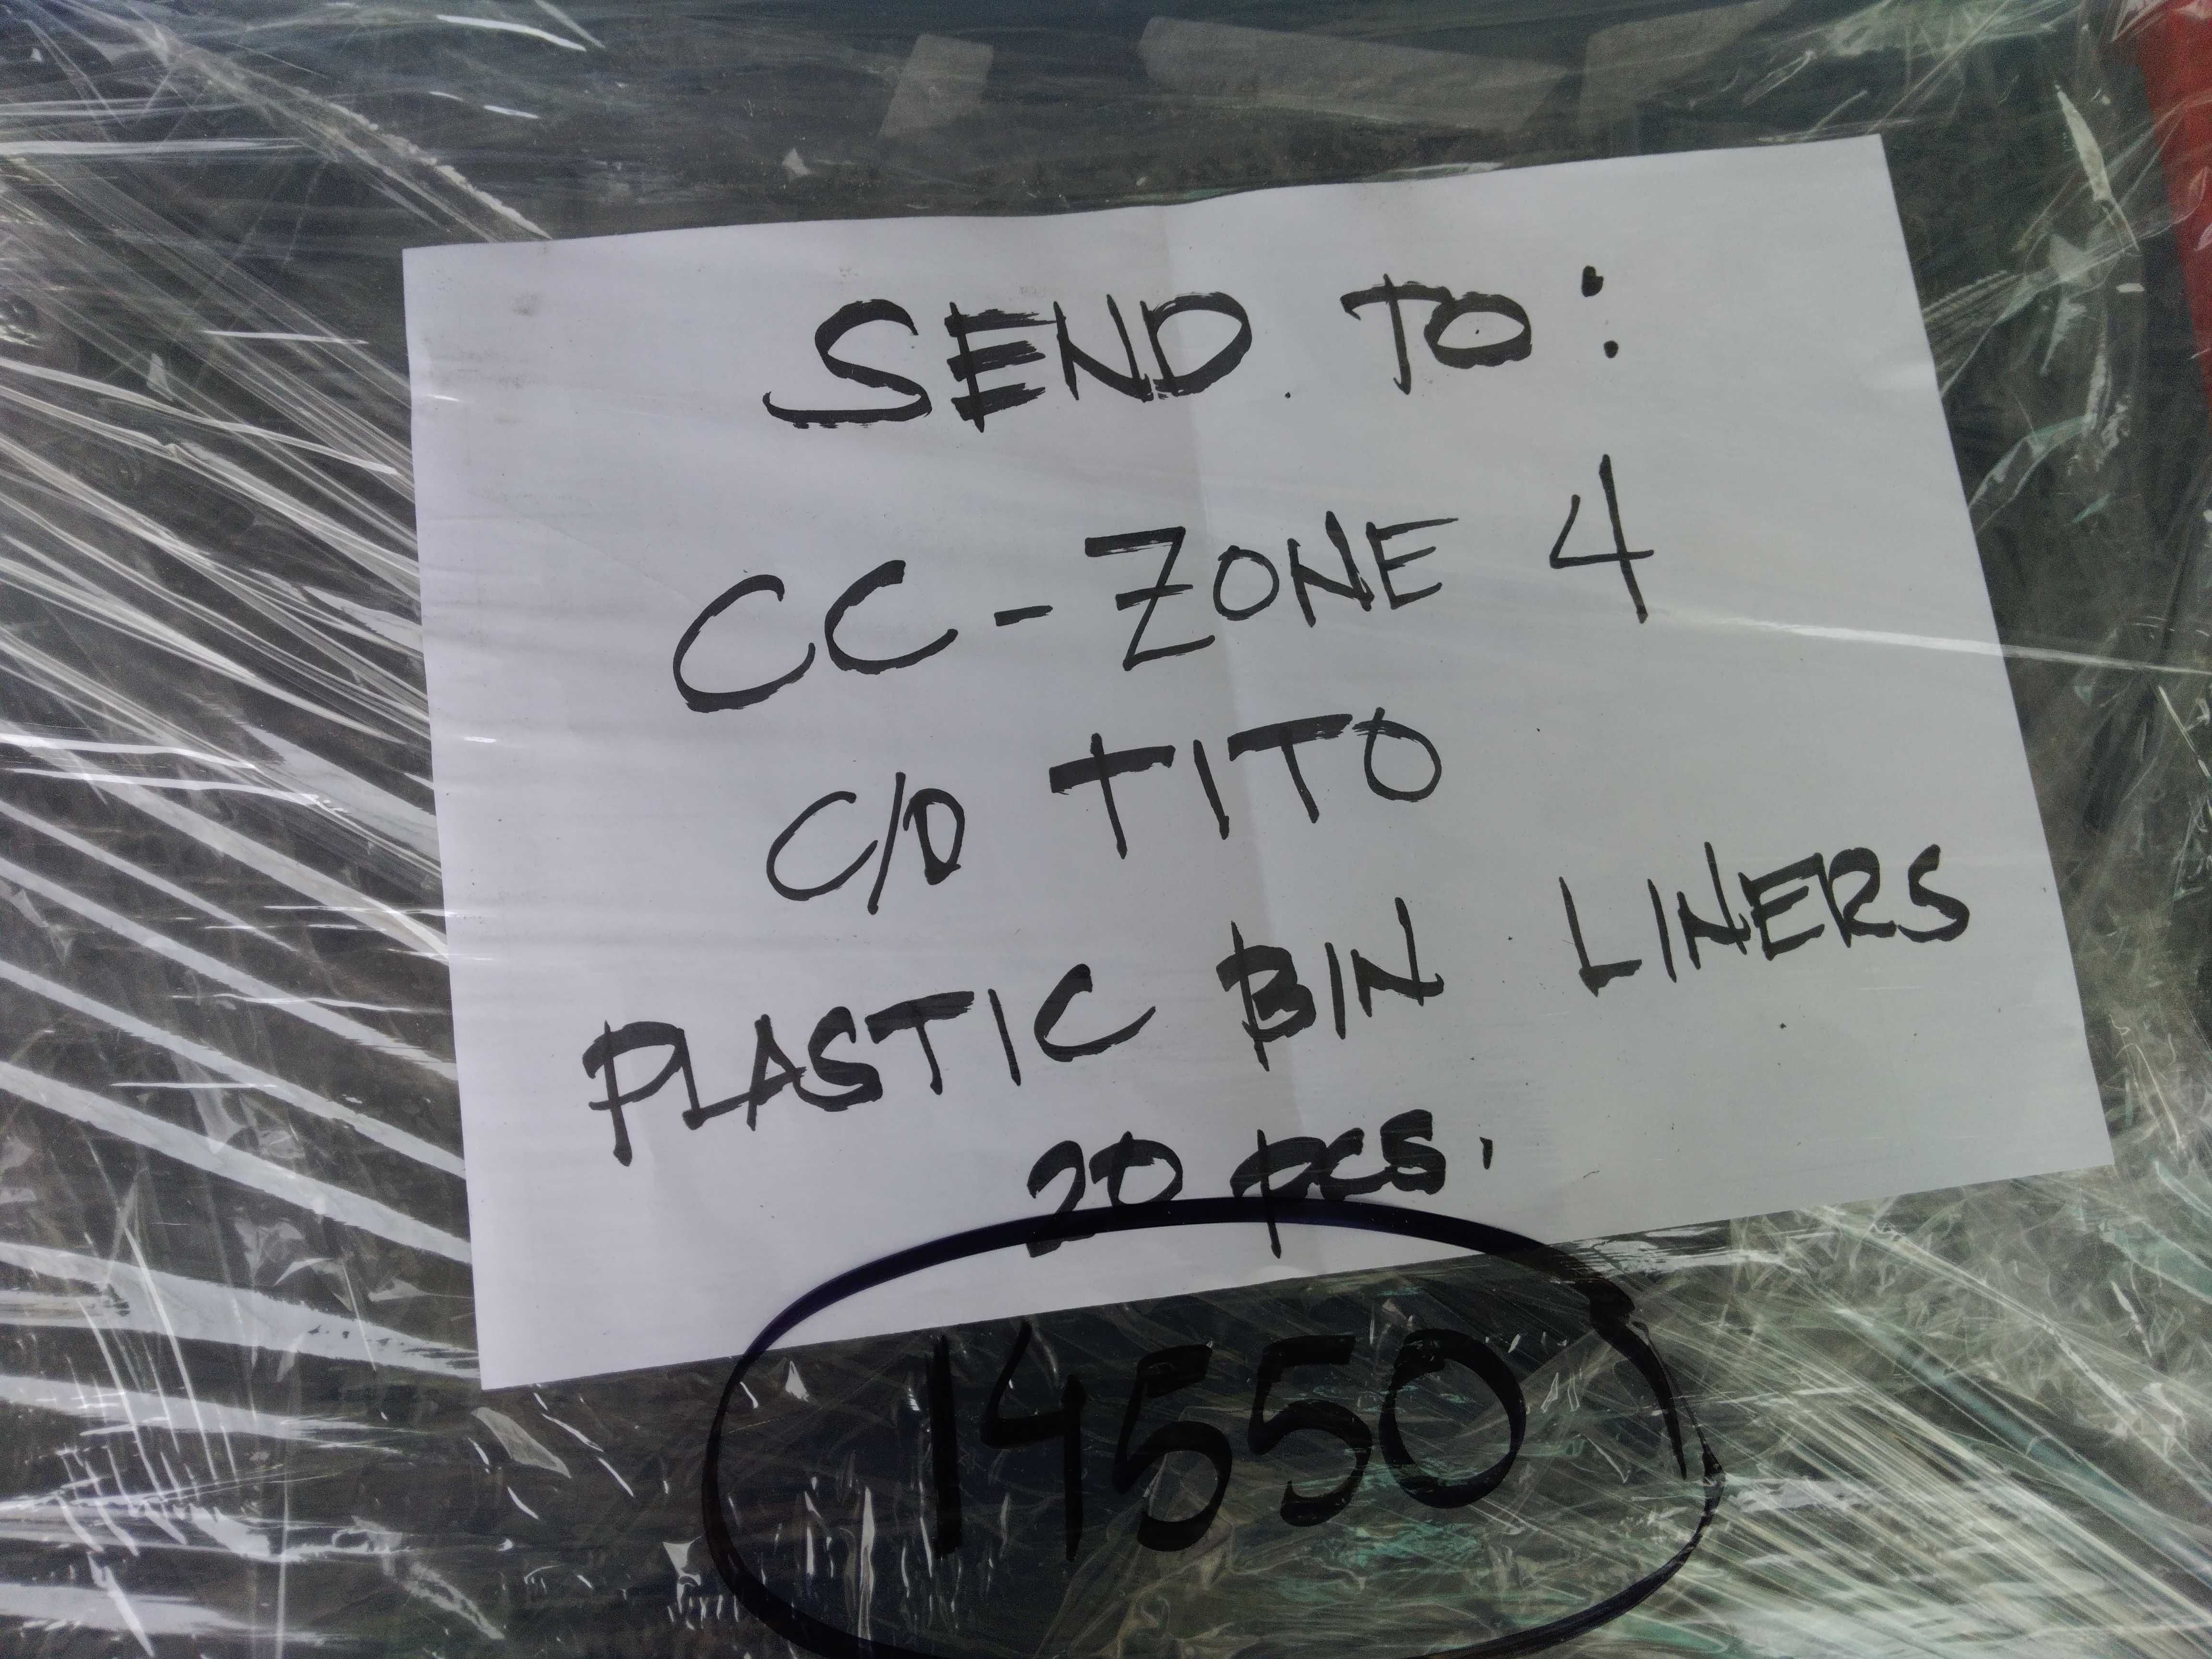 SEND TO:
CC-ZONE 4
C/O TITO
PLASTIC BIN LINERS
20 pcs.
14550